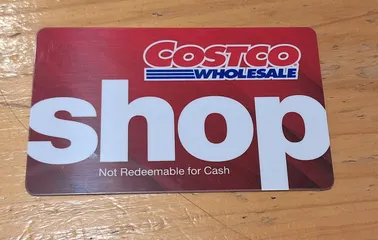 COSTCO
WHOLESALE
shop
Not Redeemable for Cash